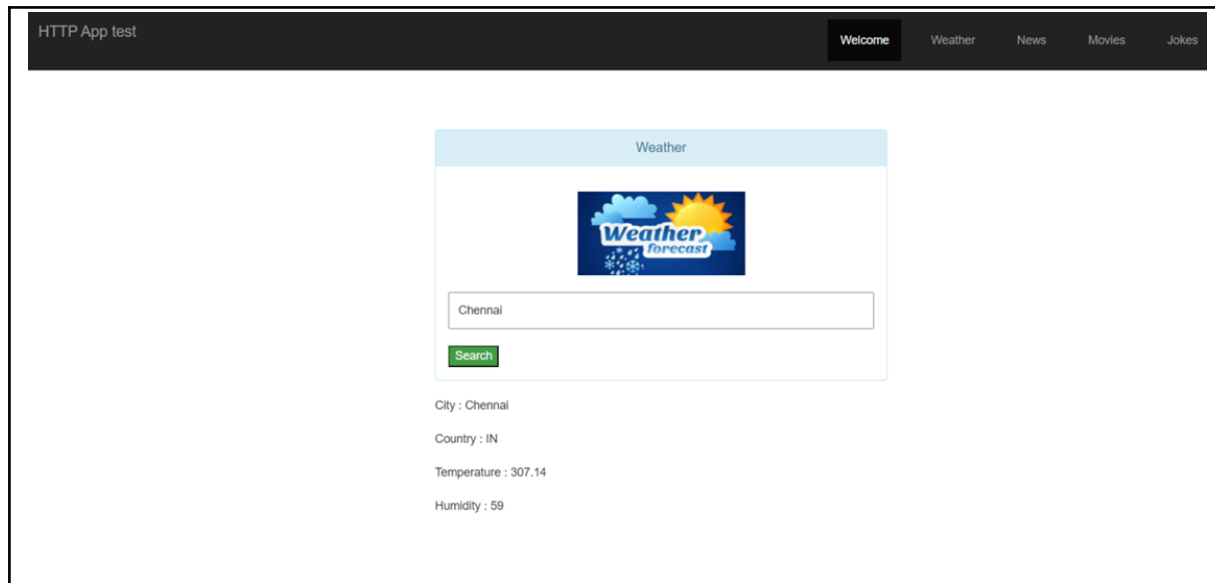 HTTP App test
Welcome Weather News Movies Jokes
Weather
Weather
forecast
Chennai
Search
City : Chennai
Country : IN
Temperature : 307.14
Humidity : 59